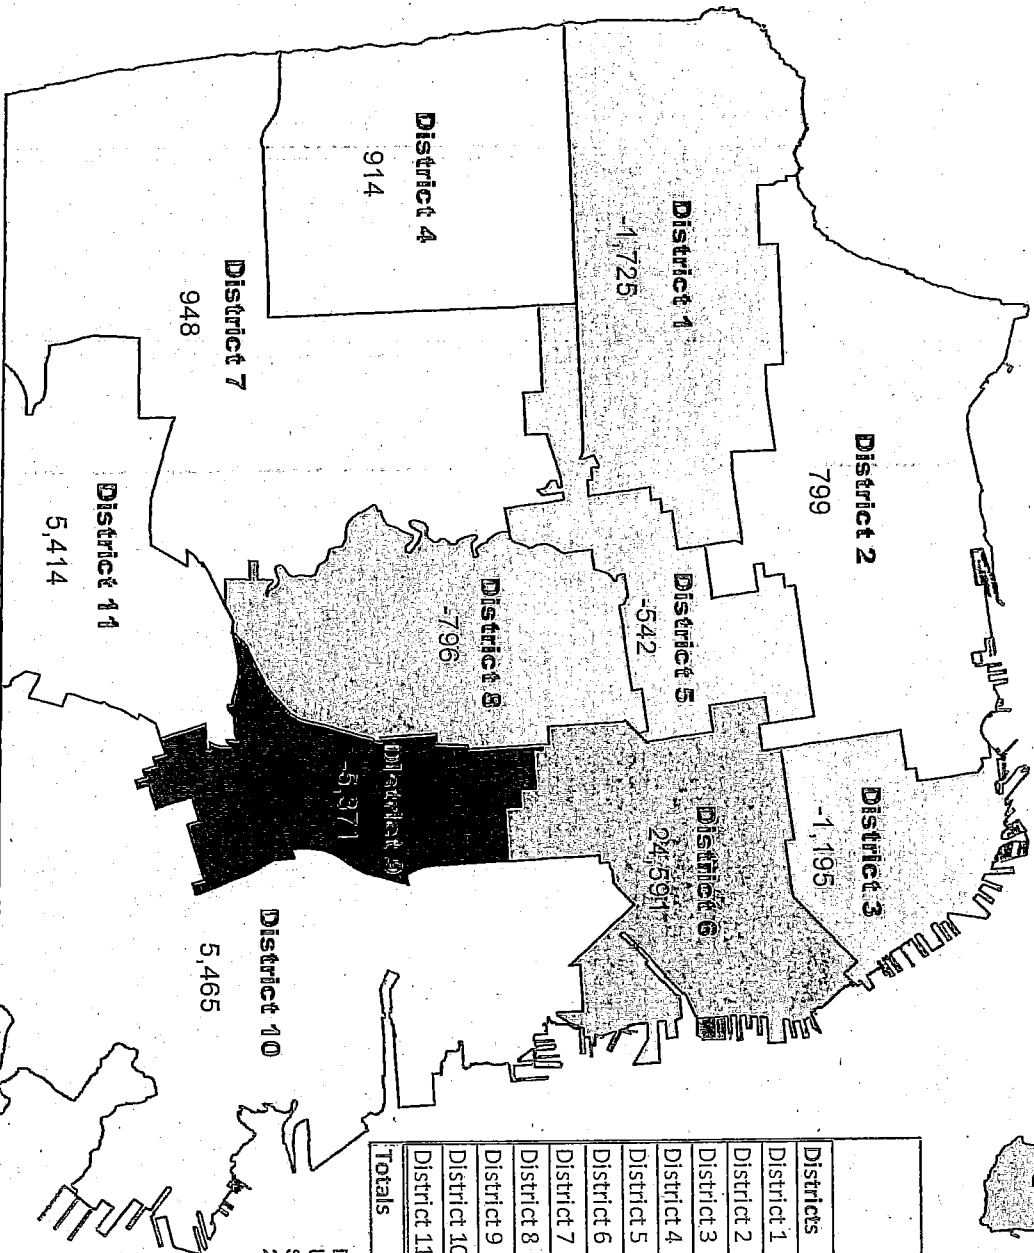 District 1
-1,725
District 2
799
District 3
-1,195
District 4
914
District 5
-542
District 6
24,591
District 7
948
District 8
-796
District 9
-5,371
District 10
5,465
District 11
5,414
Districts
District 1
District 2
District 3
District 4
District 5
District 6
District 7
District 8
District 9
District 10
District 11
Totals